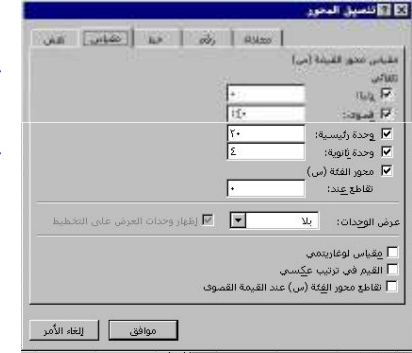 تنسيق المحور
نقش مقياس خط رقم محاذاة
مقياس محور القيمة (س)
تلقائي
أدنى: ٠
قصوى: ١٤٠
وحدة رئيسية: ٢٠
وحدة ثانوية: ٤
محور الفئة (س)
تقاطع عند: ٠
عرض الوحدات: بلا إظهار وحدات العرض على التخطيط
مقياس لوغاريتمي
القيم في ترتيب عكسي
تقاطع محور الفئة (س) عند القيمة القصوى
موافق إلغاء الأمر